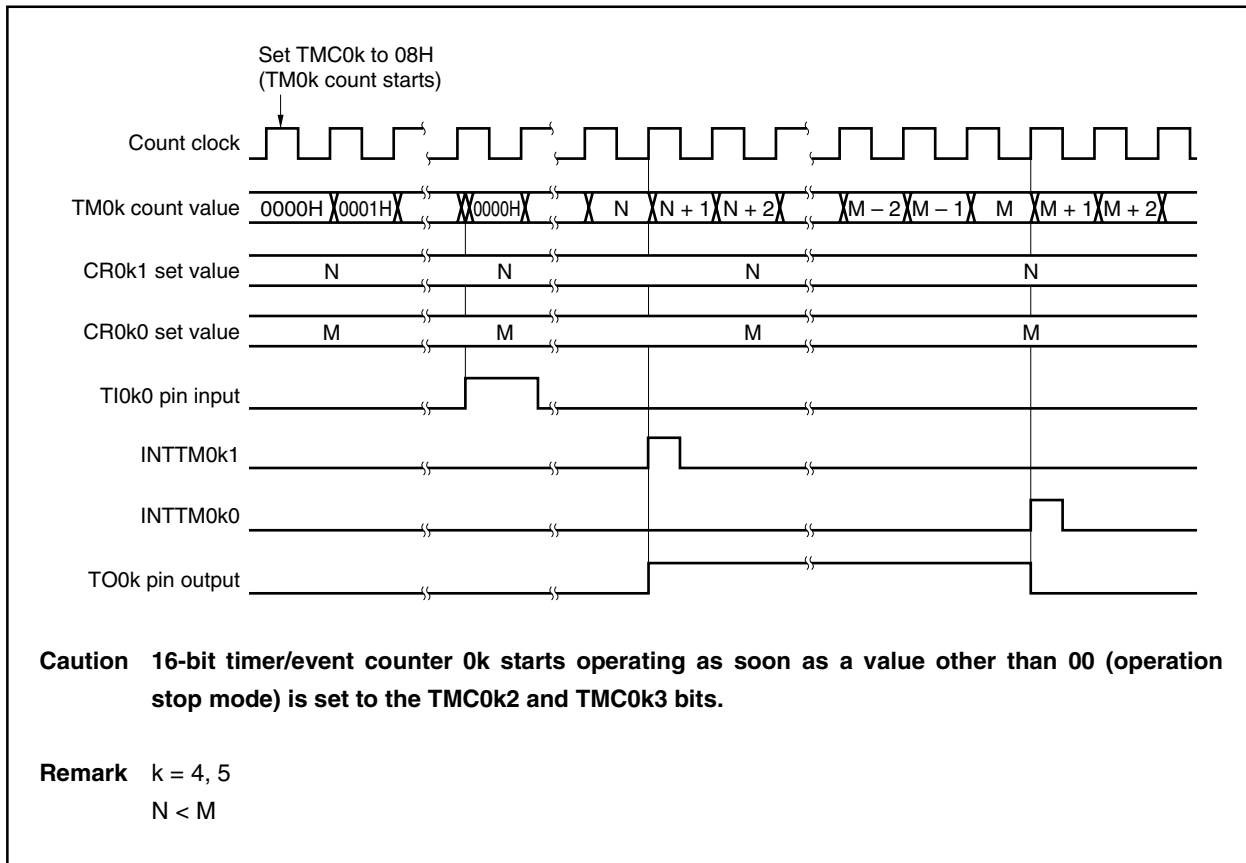 Set TMC0k to 08H
(TM0k count starts)
Count clock
TM0k count value 0000H 0001H 0000H N N + 1 N + 2 M – 2 M – 1 M M + 1 M + 2
CR0k1 set value N N N N
CR0k0 set value M M M M
TI0k0 pin input
INTTM0k1
INTTM0k0
TO0k pin output
Caution 16-bit timer/event counter 0k starts operating as soon as a value other than 00 (operation
stop mode) is set to the TMC0k2 and TMC0k3 bits.
Remark k = 4, 5
N < M